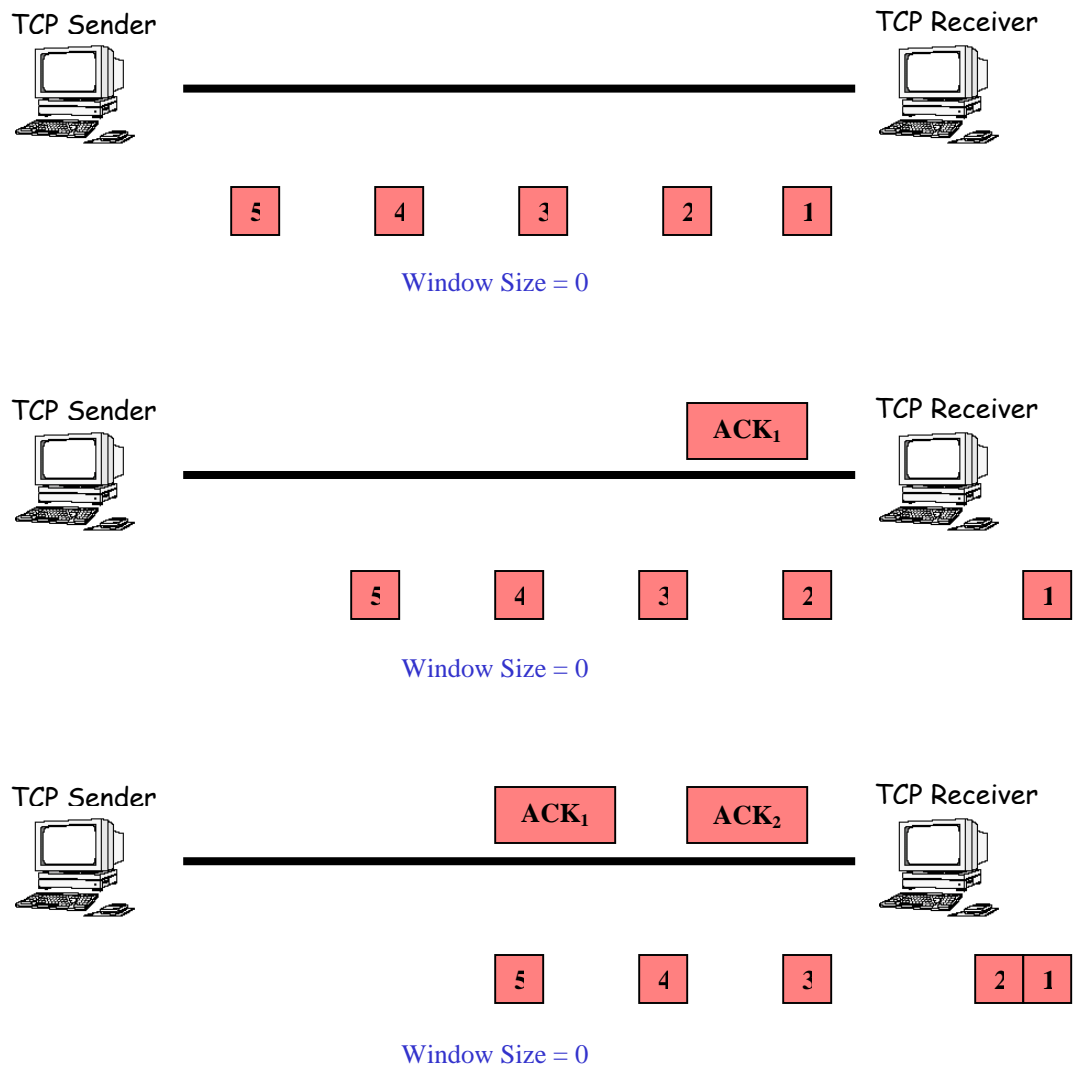 TCP Sender TCP Receiver
5 4 3 2 1
Window Size = 0
TCP Sender ACK₁ TCP Receiver
5 4 3 2 1
Window Size = 0
TCP Sender ACK₁ ACK₂ TCP Receiver
5 4 3 2 1
Window Size = 0